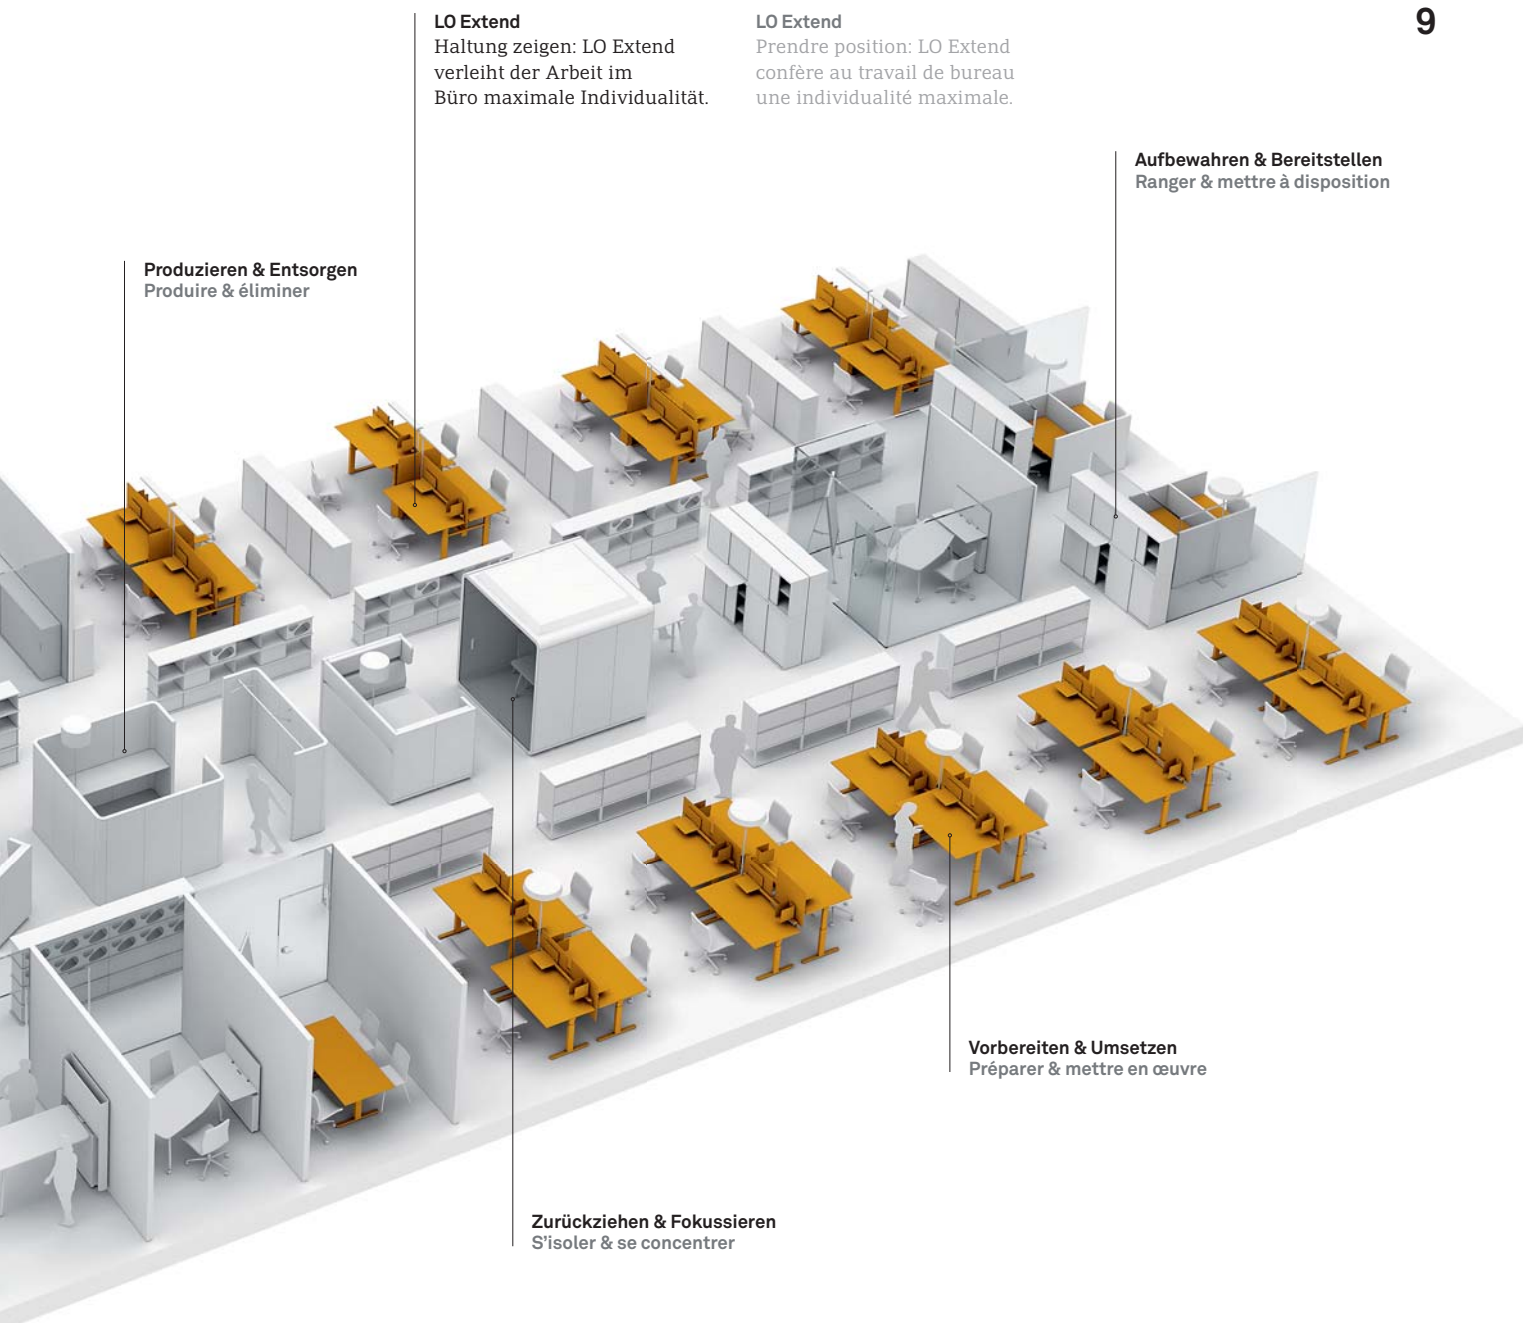 9
LO Extend
Haltung zeigen: LO Extend
verleiht der Arbeit im
Büro maximale Individualität.
LO Extend
Prendre position: LO Extend
confère au travail de bureau
une individualité maximale.
Aufbewahren & Bereitstellen
Ranger & mettre à disposition
Produzieren & Entsorgen
Produire & éliminer
Vorbereiten & Umsetzen
Préparer & mettre en œuvre
Zurückziehen & Fokussieren
S'isoler & se concentrer